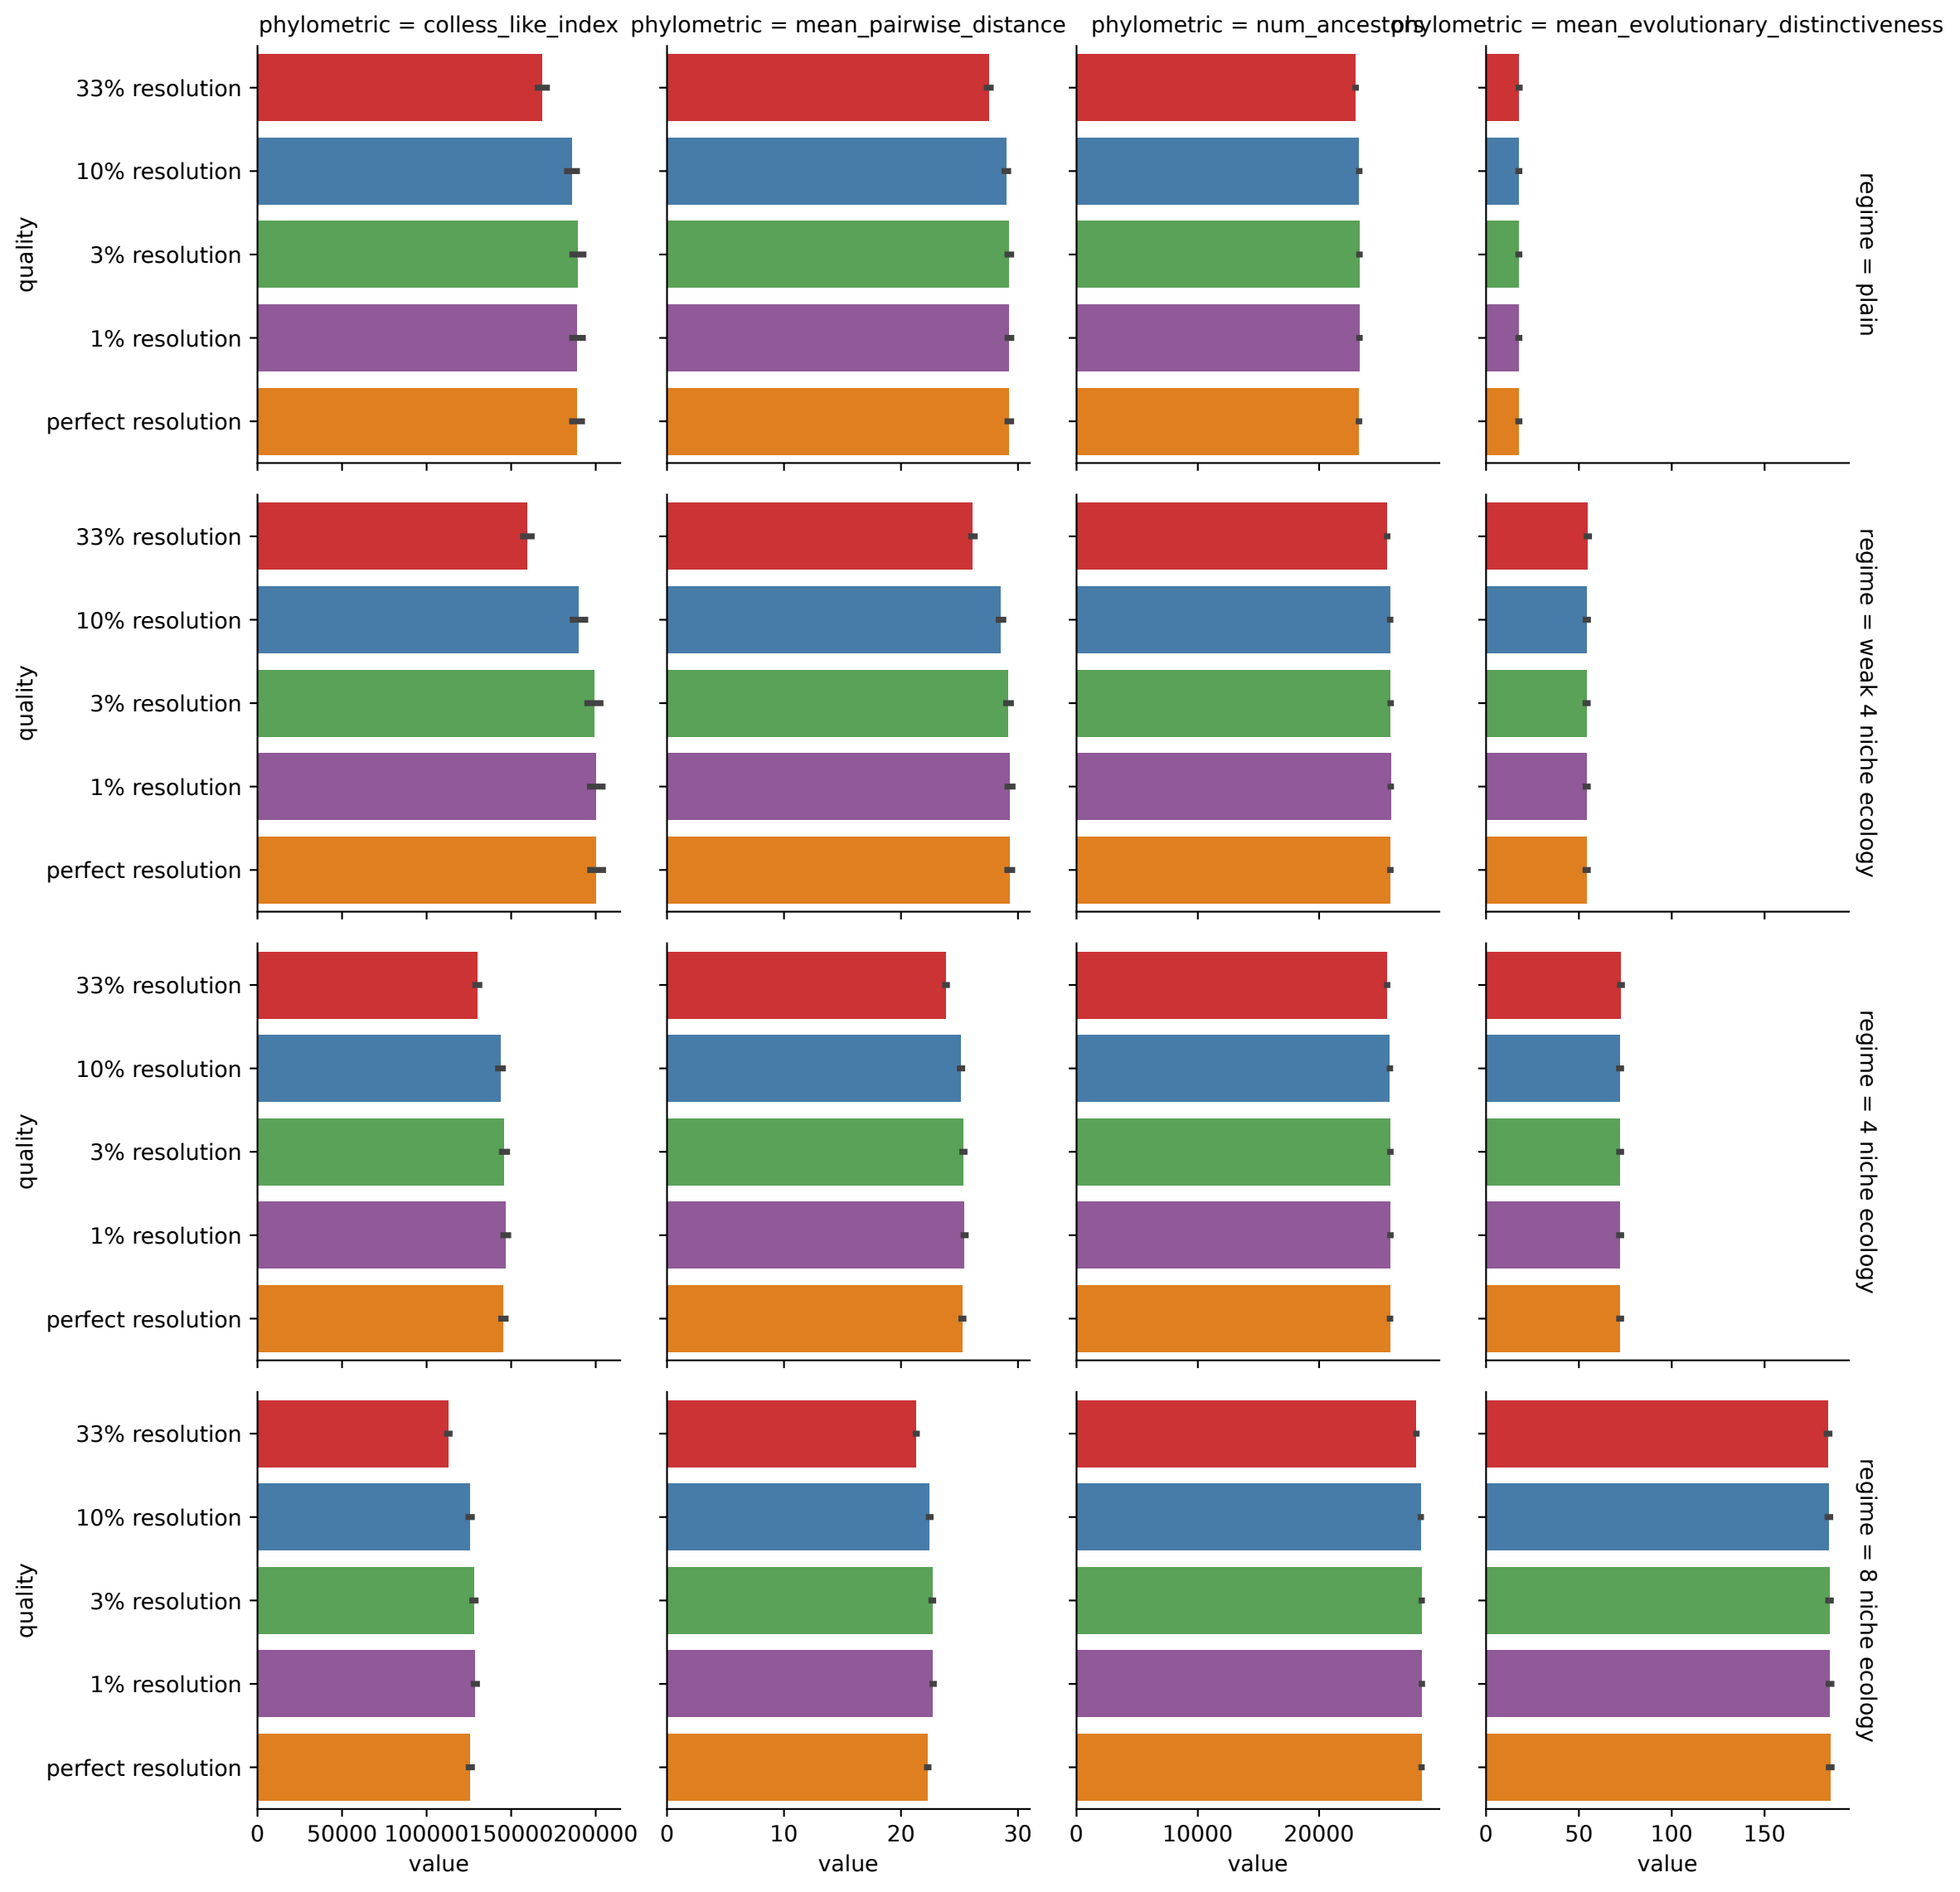 phylometric = colless_like_index
phylometric = mean_pairwise_distance
phylometric = num_ancestors
phylometric = mean_evolutionary_distinctiveness
quality
33% resolution
10% resolution
3% resolution
1% resolution
perfect resolution
regime = plain
quality
33% resolution
10% resolution
3% resolution
1% resolution
perfect resolution
regime = weak 4 niche ecology
quality
33% resolution
10% resolution
3% resolution
1% resolution
perfect resolution
regime = 4 niche ecology
quality
33% resolution
10% resolution
3% resolution
1% resolution
perfect resolution
regime = 8 niche ecology
0 50000 100000 150000 200000
0 10 20 30
0 10000 20000
0 50 100 150
value
value
value
value